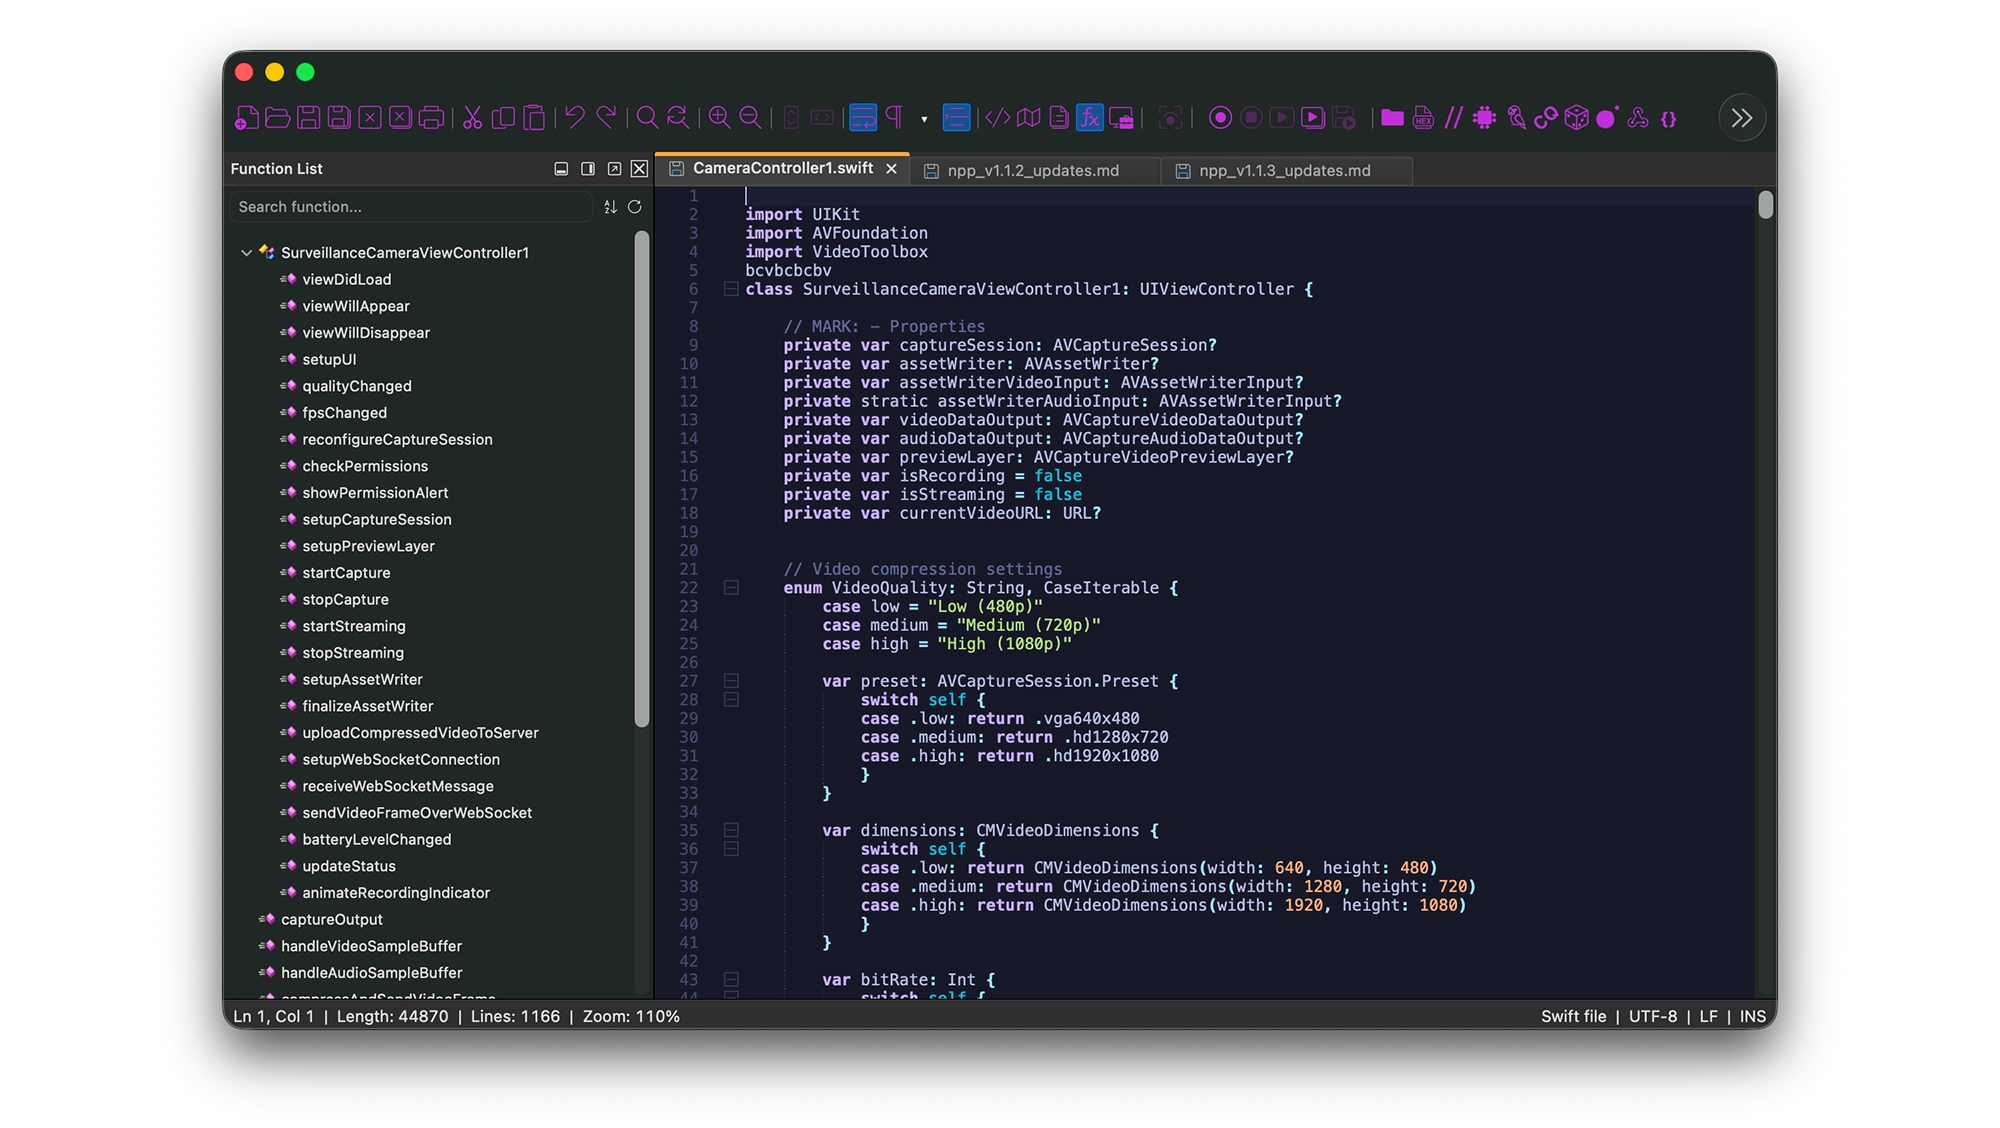 HEX // {}
Function List
CameraController1.swift
npp_v1.1.2_updates.md
npp_v1.1.3_updates.md
Search function...
SurveillanceCameraViewController1
viewDidLoad
viewWillAppear
viewWillDisappear
setupUI
qualityChanged
fpsChanged
reconfigureCaptureSession
checkPermissions
showPermissionAlert
setupCaptureSession
setupPreviewLayer
startCapture
stopCapture
startStreaming
stopStreaming
setupAssetWriter
finalizeAssetWriter
uploadCompressedVideoToServer
setupWebSocketConnection
receiveWebSocketMessage
sendVideoFrameOverWebSocket
batteryLevelChanged
updateStatus
animateRecordingIndicator
captureOutput
handleVideoSampleBuffer
handleAudioSampleBuffer
compressAndSendVideoFrame
1
2 import UIKit
3 import AVFoundation
4 import VideoToolbox
5 bcvbcbcbv
6 class SurveillanceCameraViewController1: UIViewController {
7
8 // MARK: – Properties
9 private var captureSession: AVCaptureSession?
10 private var assetWriter: AVAssetWriter?
11 private var assetWriterVideoInput: AVAssetWriterInput?
12 private stratic assetWriterAudioInput: AVAssetWriterInput?
13 private var videoDataOutput: AVCaptureVideoDataOutput?
14 private var audioDataOutput: AVCaptureAudioDataOutput?
15 private var previewLayer: AVCaptureVideoPreviewLayer?
16 private var isRecording = false
17 private var isStreaming = false
18 private var currentVideoURL: URL?
19
20
21 // Video compression settings
22 enum VideoQuality: String, CaseIterable {
23 case low = "Low (480p)"
24 case medium = "Medium (720p)"
25 case high = "High (1080p)"
26
27 var preset: AVCaptureSession.Preset {
28 switch self {
29 case .low: return .vga640x480
30 case .medium: return .hd1280x720
31 case .high: return .hd1920x1080
32 }
33 }
34
35 var dimensions: CMVideoDimensions {
36 switch self {
37 case .low: return CMVideoDimensions(width: 640, height: 480)
38 case .medium: return CMVideoDimensions(width: 1280, height: 720)
39 case .high: return CMVideoDimensions(width: 1920, height: 1080)
40 }
41 }
42
43 var bitRate: Int {
44 switch self {
Ln 1, Col 1 | Length: 44870 | Lines: 1166 | Zoom: 110%
Swift file | UTF-8 | LF | INS